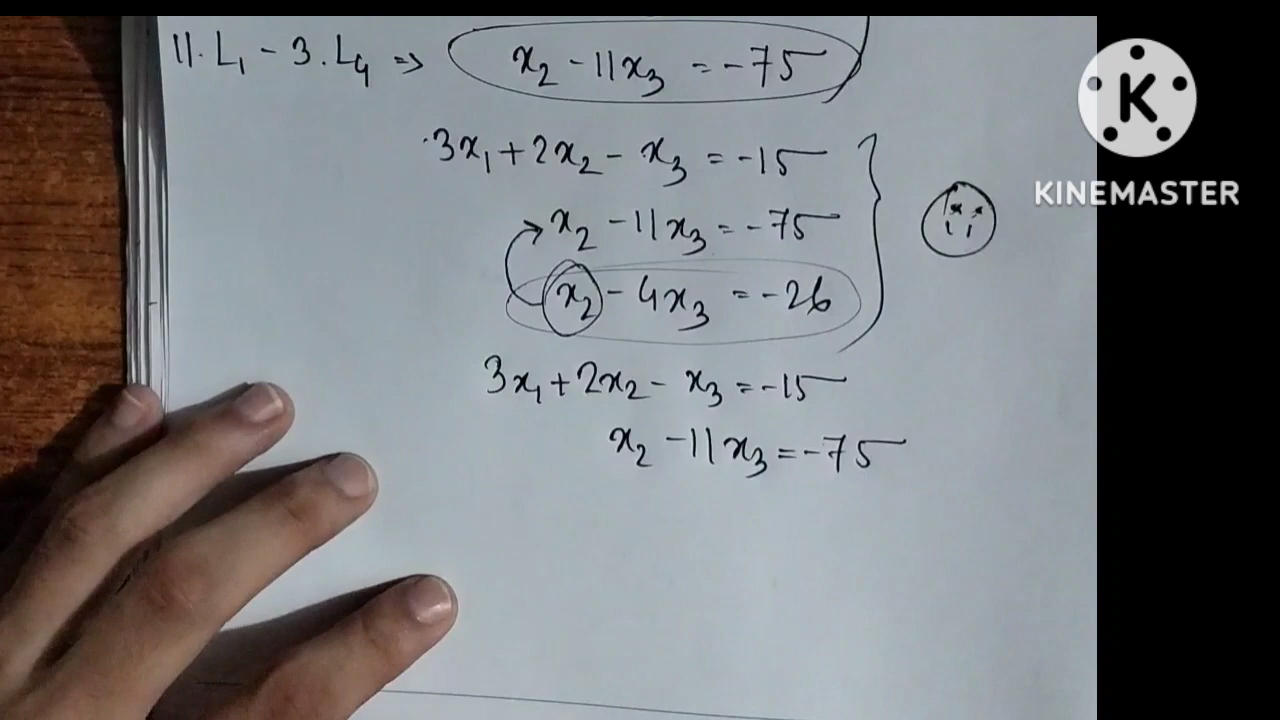 11. L₁ - 3. L₄ => x₂ - 11x₃ = -75
3x₁ + 2x₂ - x₃ = -15
x₂ - 11x₃ = -75
x₂ - 4x₃ = -26
3x₁ + 2x₂ - x₃ = -15
x₂ - 11x₃ = -75
K
KINEMASTER